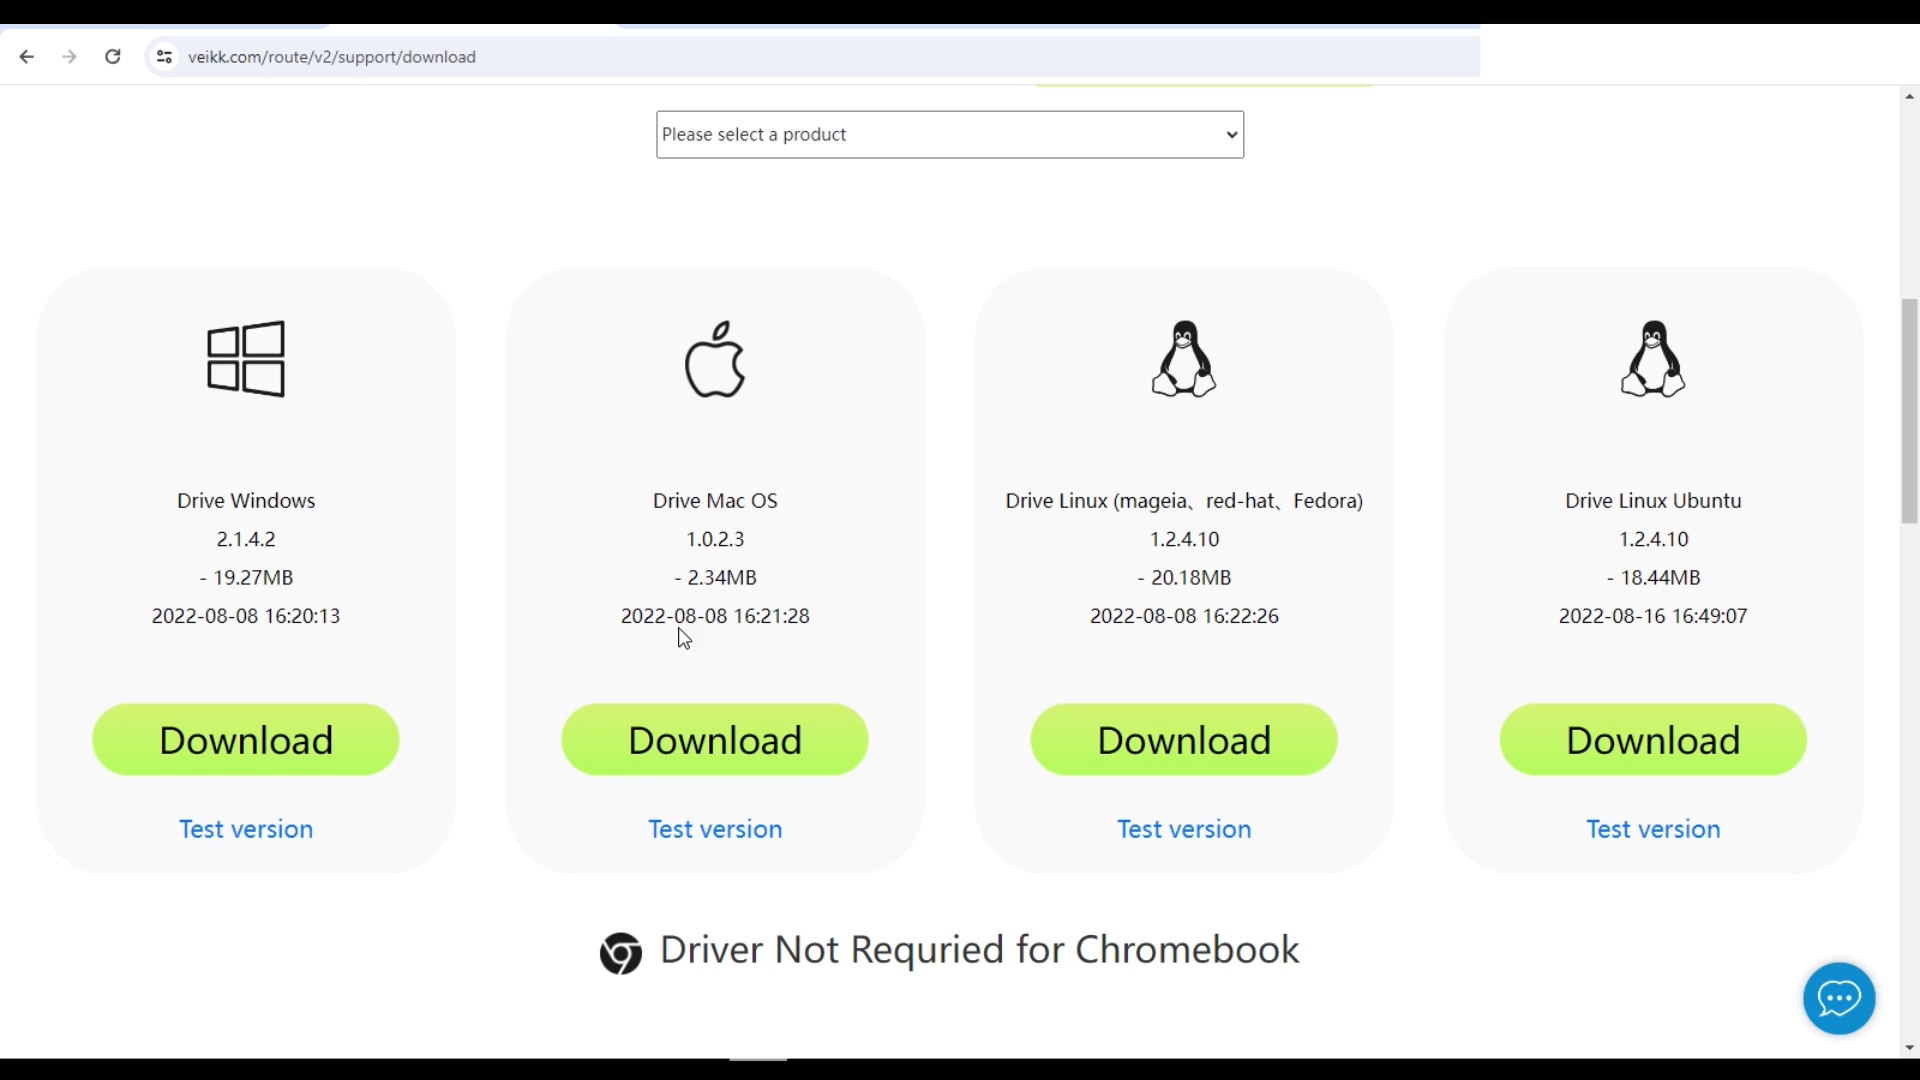 veikk.com/route/v2/support/download
Please select a product
Drive Windows
2.1.4.2
- 19.27MB
2022-08-08 16:20:13
Download
Test version
Drive Mac OS
1.0.2.3
- 2.34MB
2022-08-08 16:21:28
Download
Test version
Drive Linux (mageia、red-hat、Fedora)
1.2.4.10
- 20.18MB
2022-08-08 16:22:26
Download
Test version
Drive Linux Ubuntu
1.2.4.10
- 18.44MB
2022-08-16 16:49:07
Download
Test version
Driver Not Requried for Chromebook